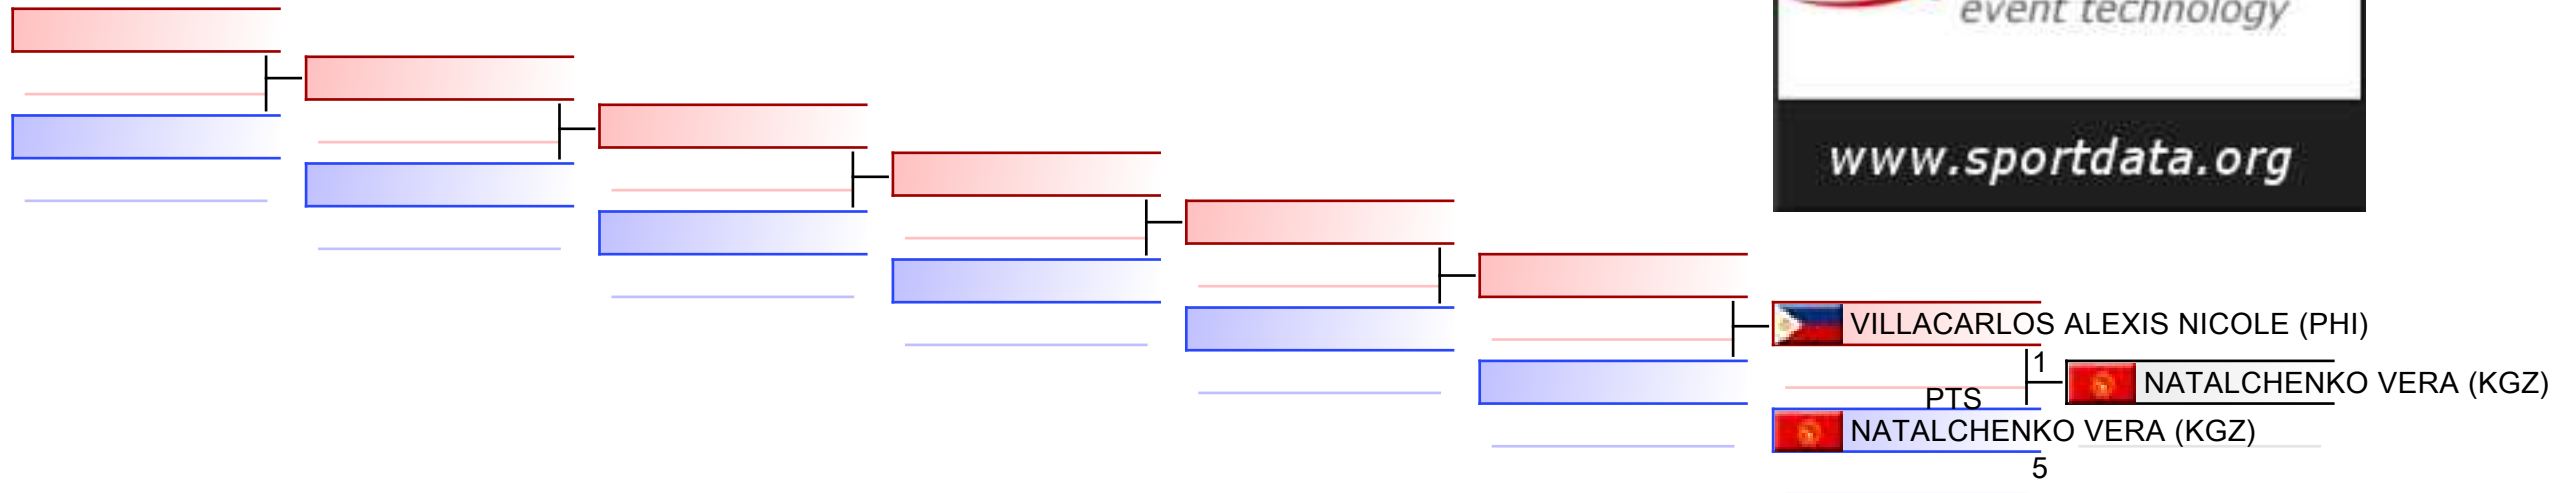 event technology
www.sportdata.org
VILLACARLOS ALEXIS NICOLE (PHI)
1
NATALCHENKO VERA (KGZ)
PTS
NATALCHENKO VERA (KGZ)
5